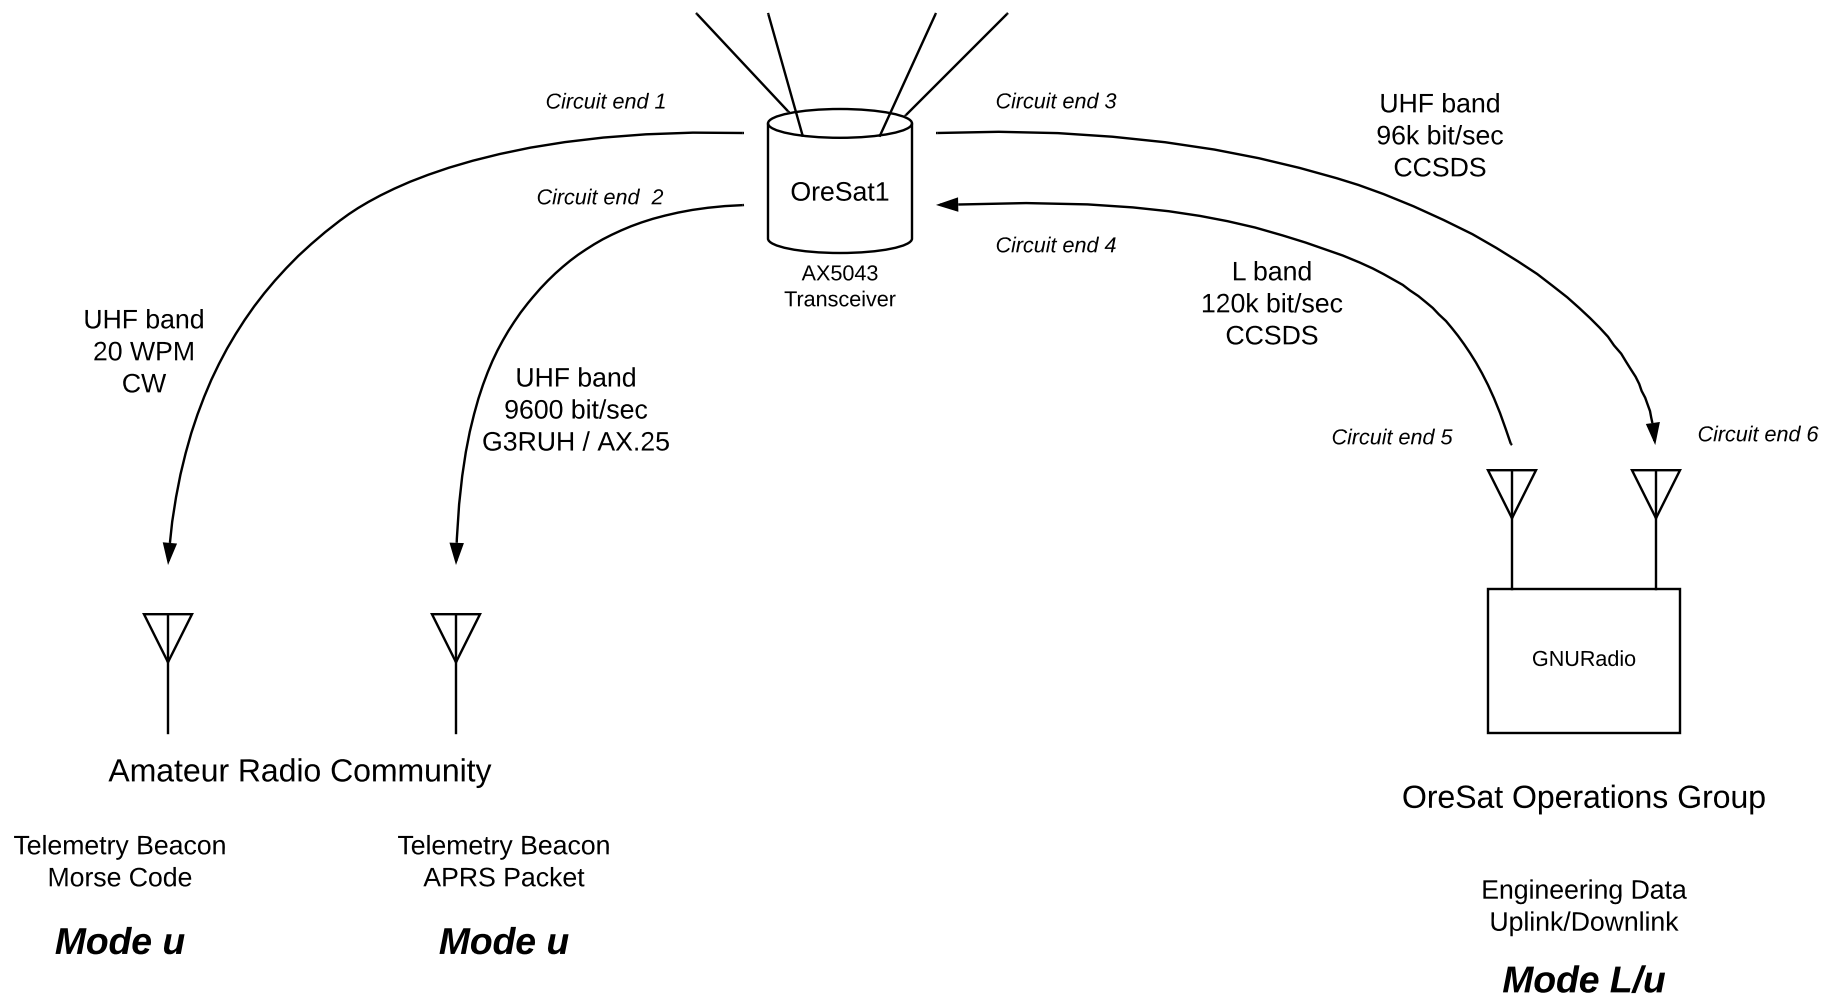 Circuit end 1
Circuit end 3
UHF band
96k bit/sec
CCSDS
OreSat1
Circuit end  2
AX5043
Transceiver
Circuit end 4
L band
120k bit/sec
CCSDS
UHF band
20 WPM
CW
UHF band
9600 bit/sec
G3RUH / AX.25
Circuit end 5
Circuit end 6
GNURadio
Amateur Radio Community
OreSat Operations Group
Telemetry Beacon
Morse Code
Mode u
Telemetry Beacon
APRS Packet
Mode u
Engineering Data
Uplink/Downlink
Mode L/u